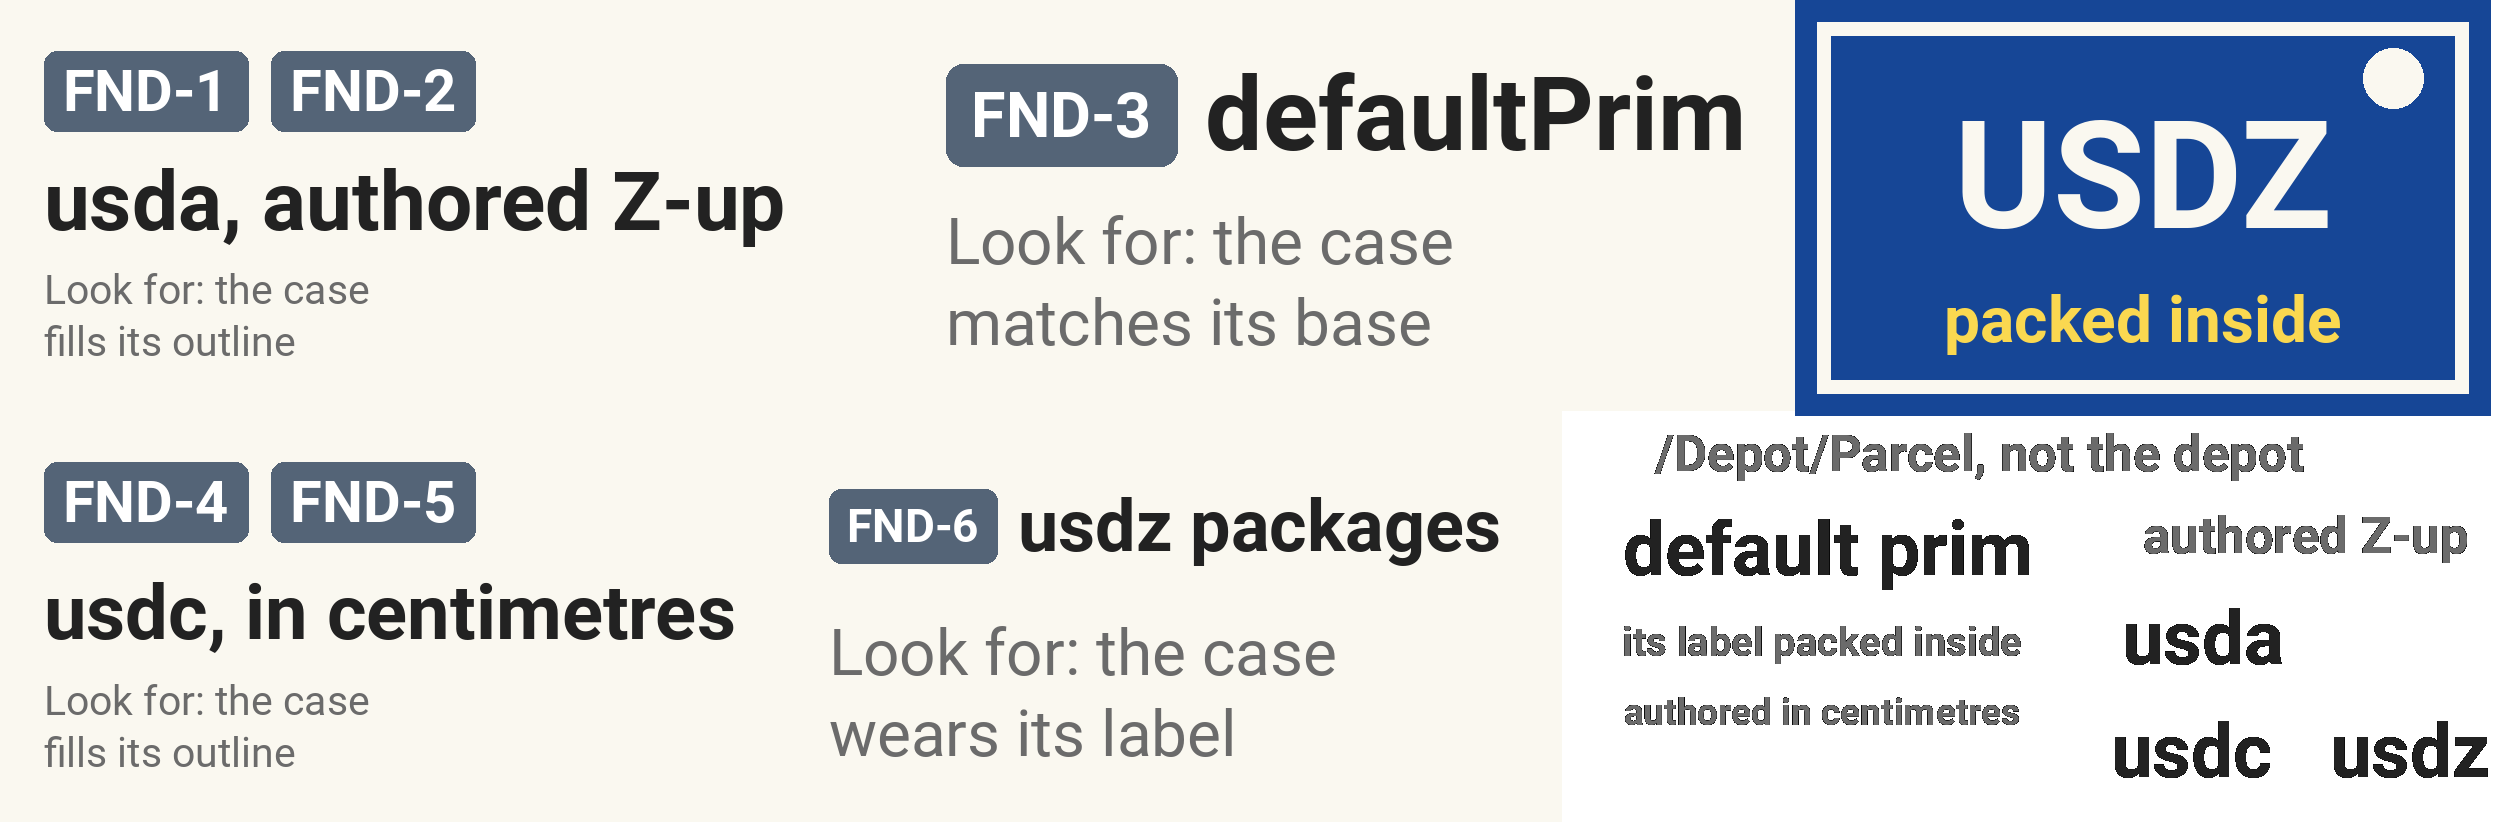 FND-1 FND-2
usda, authored Z-up
Look for: the case
fills its outline
FND-3 defaultPrim
Look for: the case
matches its base
USDZ
packed inside
FND-4 FND-5
usdc, in centimetres
Look for: the case
fills its outline
FND-6 usdz packages
Look for: the case
wears its label
/Depot/Parcel, not the depot
default prim
authored Z-up
its label packed inside
usda
authored in centimetres
usdc
usdz